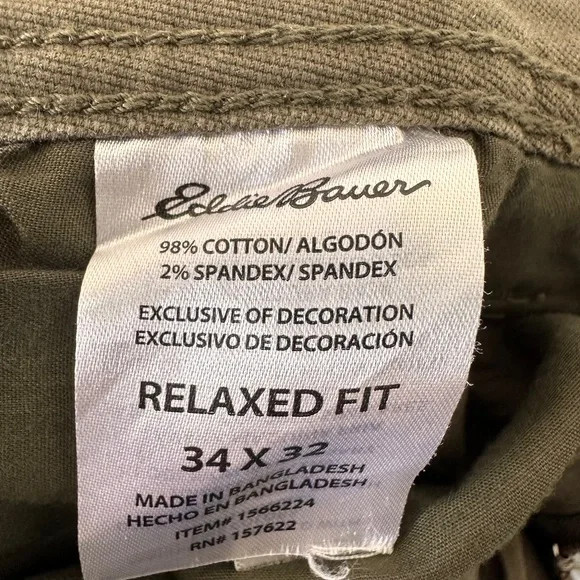 Eddie Bauer
98% COTTON/ ALGODÓN
2% SPANDEX/ SPANDEX
EXCLUSIVE OF DECORATION
EXCLUSIVO DE DECORACIÓN
RELAXED FIT
34 X 32
MADE IN BANGLADESH
HECHO EN BANGLADESH
ITEM# 1566224
RN# 157622